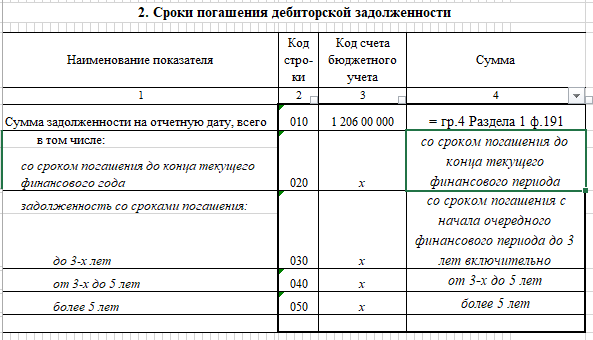 2. Сроки погашения дебиторской задолженности
Наименование показателя
Код
стро-
ки
Код счета
бюджетного
учета
Сумма
1 2 3 4
Сумма задолженности на отчетную дату, всего 010 1 206 00 000 = гр.4 Раздела 1 ф.191
в том числе:
со сроком погашения до конца текущего
финансового года 020 х
со сроком погашения до
конца текущего
финансового периода
задолженность со сроками погашения:
до 3-х лет 030 х
со сроком погашения с
начала очередного
финансового периода до 3
лет включительно
от 3-х до 5 лет 040 х от 3-х до 5 лет
более 5 лет 050 х более 5 лет